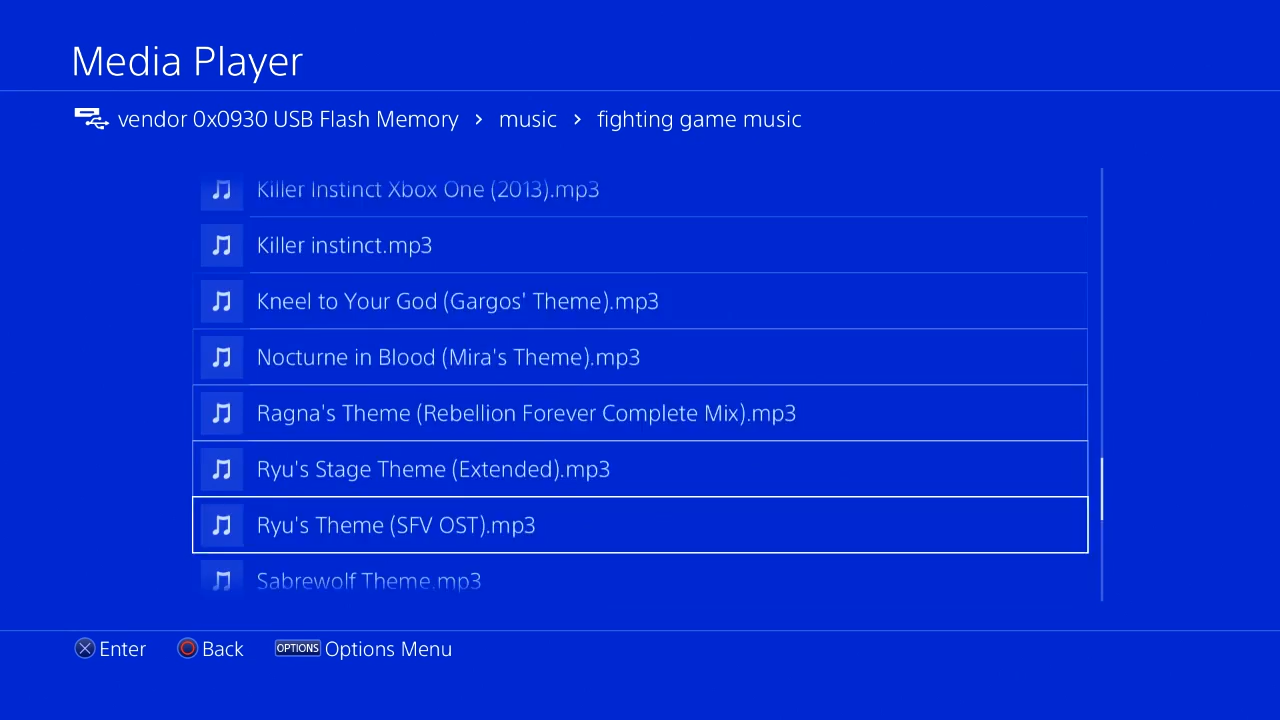 Media Player
vendor 0x0930 USB Flash Memory > music > fighting game music
Killer Instinct Xbox One (2013).mp3
Killer instinct.mp3
Kneel to Your God (Gargos' Theme).mp3
Nocturne in Blood (Mira's Theme).mp3
Ragna's Theme (Rebellion Forever Complete Mix).mp3
Ryu's Stage Theme (Extended).mp3
Ryu's Theme (SFV OST).mp3
Sabrewolf Theme.mp3
Enter Back OPTIONS Options Menu